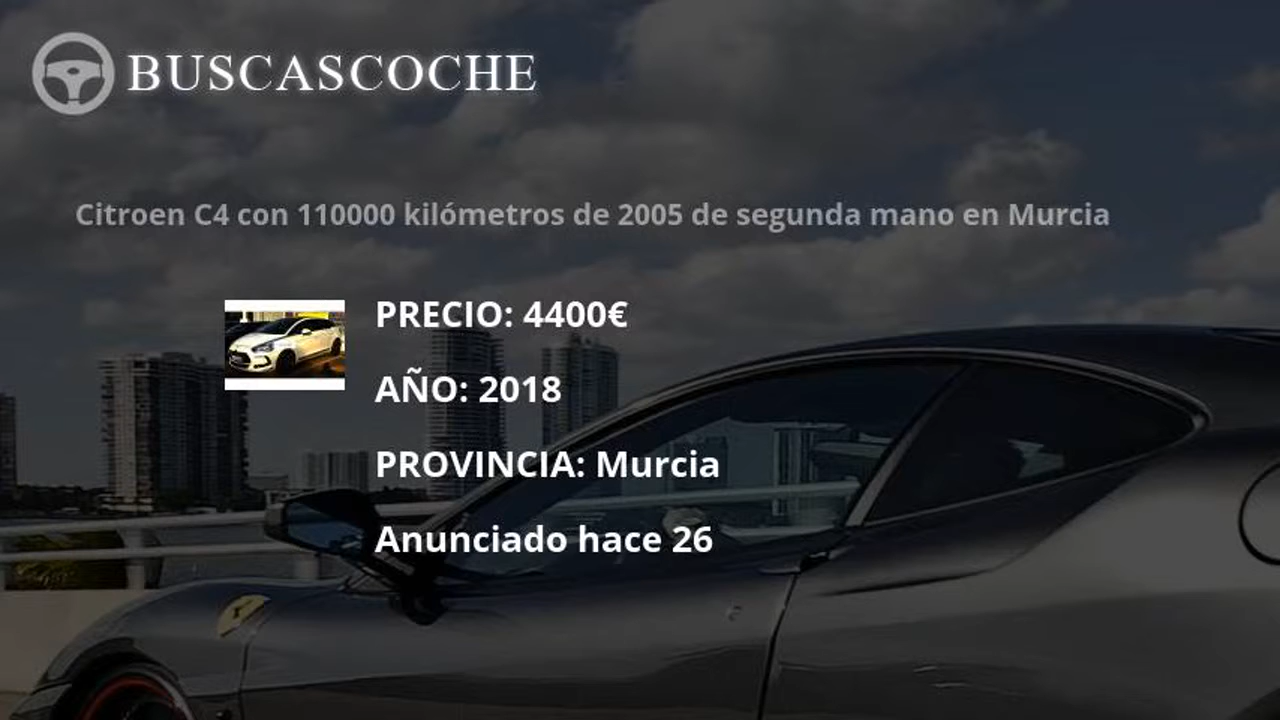 BUSCASCOCHE
Citroen C4 con 110000 kilómetros de 2005 de segunda mano en Murcia
PRECIO: 4400€
AÑO: 2018
PROVINCIA: Murcia
Anunciado hace 26